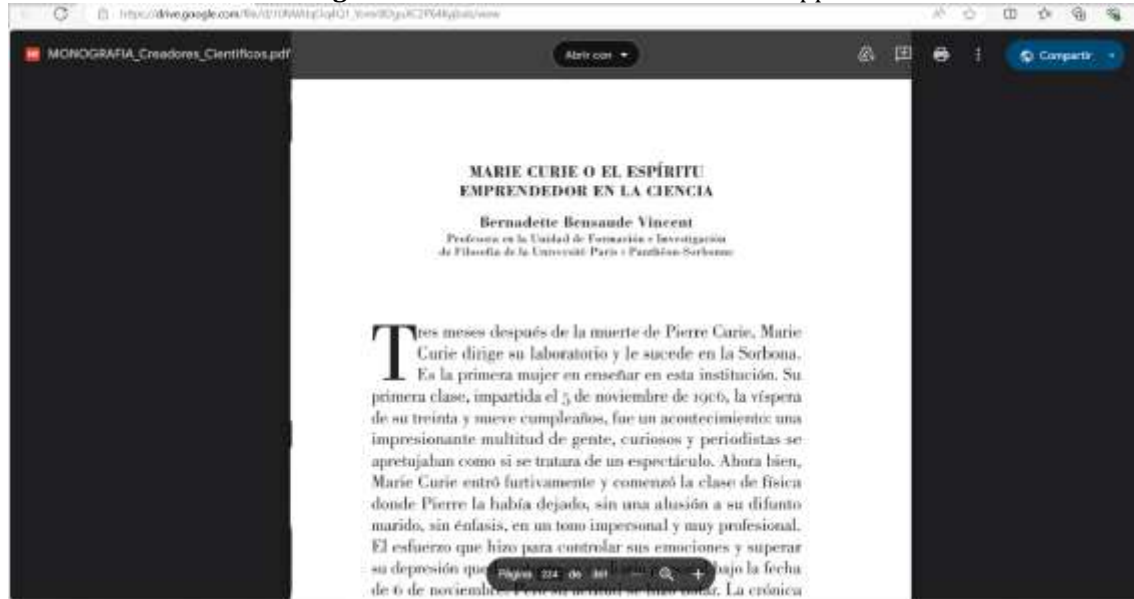 https://drive.google.com/file/d/
MONOGRAFIA_Creadores_Cientificos.pdf
Abrir con
Compartir
MARIE CURIE O EL ESPÍRITU
EMPRENDEDOR EN LA CIENCIA
Bernadette Bensaude Vincent
Profesora en la Unidad de Formación e Investigación
de Filosofía de la Université Paris 1 Panthéon-Sorbonne
Tres meses después de la muerte de Pierre Curie, Marie
Curie dirige su laboratorio y le sucede en la Sorbona.
Es la primera mujer en enseñar en esta institución. Su
primera clase, impartida el 5 de noviembre de 1906, la víspera
de su treinta y nueve cumpleaños, fue un acontecimiento: una
impresionante multitud de gente, curiosos y periodistas se
apretujaban como si se tratara de un espectáculo. Ahora bien,
Marie Curie entró furtivamente y comenzó la clase de física
donde Pierre la había dejado, sin una alusión a su difunto
marido, sin énfasis, en un tono impersonal y muy profesional.
El esfuerzo que hizo para controlar sus emociones y superar
su depresión que bajo la fecha
Página 224 de
de 6 de noviembre. La crónica